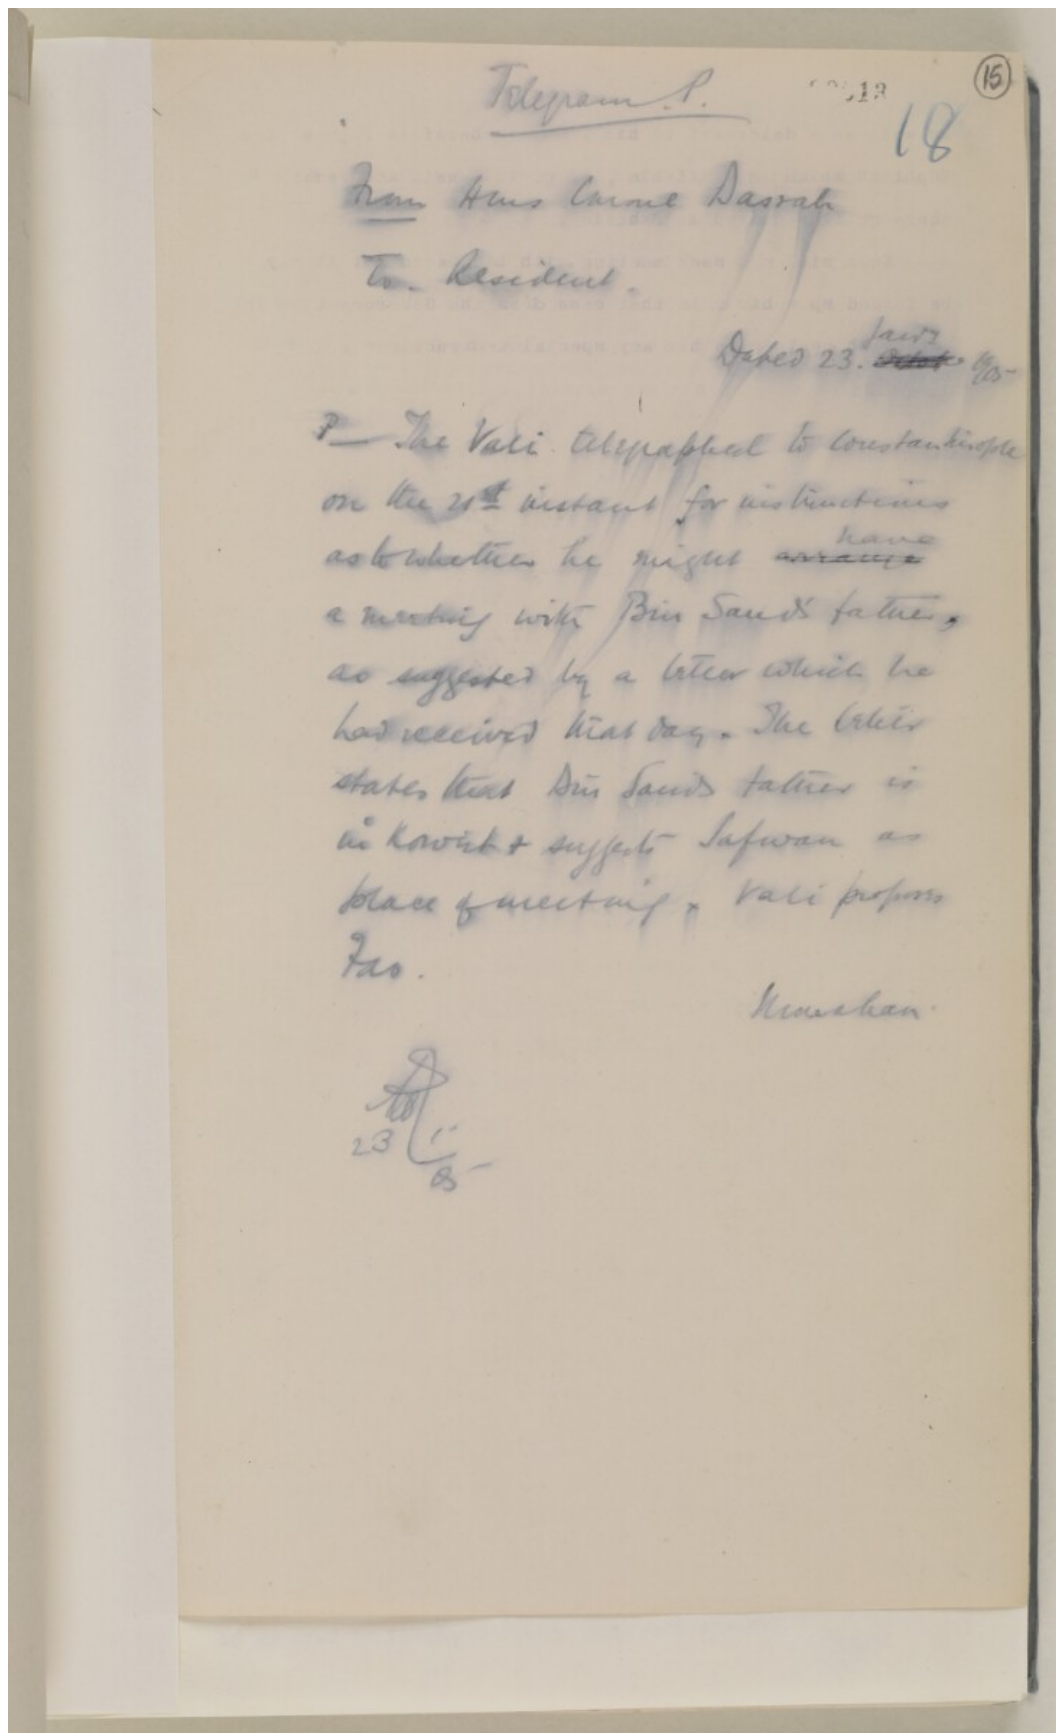 15
18
Telegram. P.
From Hms Consul Basrah
To. Resident.
Jany
Dated 23. 05
P— The Vali telegraphed to Constantinople
on the 21st instant for instructions
as to whether he might arrange have
a meeting with Bin Saud's father,
as suggested by a letter which he
had received that day. The letter
states that Bin Saud's father is
in Koweit & suggests Safwan as
place of meeting. Vali proposes
Fao.
Monahan.
23
05